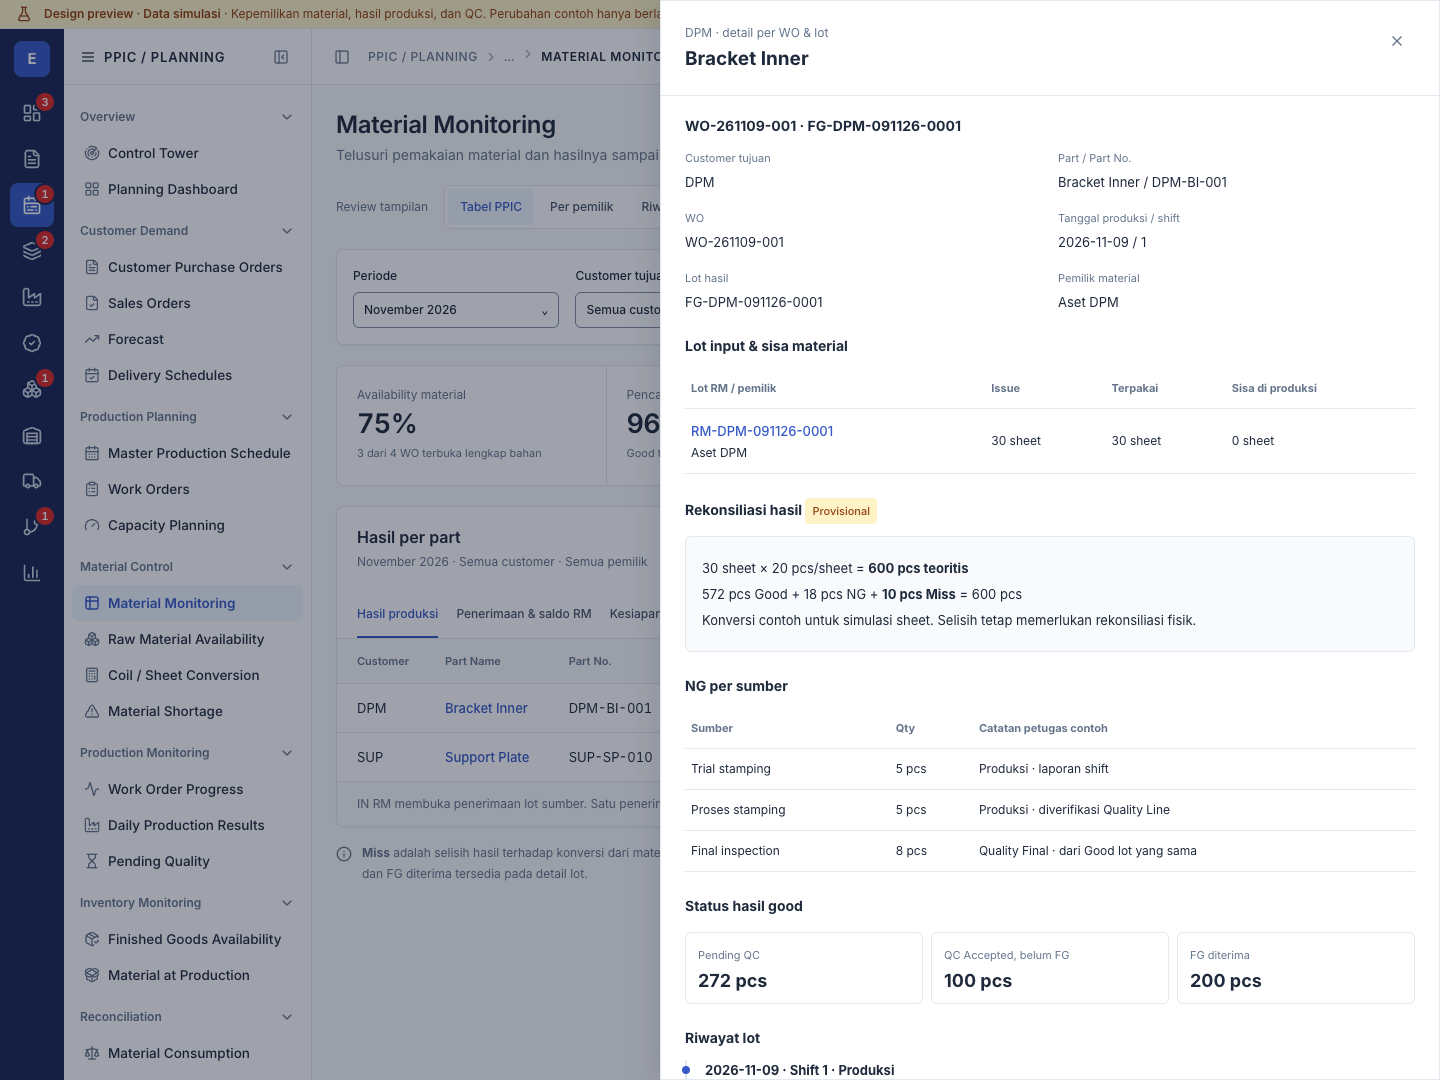 Design preview · Data simulasi · Kepemilikan material, hasil produksi, dan QC. Perubahan contoh hanya
E
3
1
2
1
1
PPIC / PLANNING
Overview
Control Tower
Planning Dashboard
Customer Demand
Customer Purchase Orders
Sales Orders
Forecast
Delivery Schedules
Production Planning
Master Production Schedule
Work Orders
Capacity Planning
Material Control
Material Monitoring
Raw Material Availability
Coil / Sheet Conversion
Material Shortage
Production Monitoring
Work Order Progress
Daily Production Results
Pending Quality
Inventory Monitoring
Finished Goods Availability
Material at Production
Reconciliation
Material Consumption
PPIC / PLANNING > ... > MATERIAL MONITO
Material Monitoring
Telusuri pemakaian material dan hasilnya sampai
Review tampilan
Tabel PPIC
Per pemilik
Riw
Periode
Customer tujua
November 2026
Semua custo
Availability material
75%
3 dari 4 WO terbuka lengkap bahan
Penca
96
Good t
Hasil per part
November 2026 · Semua customer · Semua pemilik
Hasil produksi
Penerimaan & saldo RM
Kesiapan
Customer Part Name Part No.
DPM Bracket Inner DPM-BI-001
SUP Support Plate SUP-SP-010
IN RM membuka penerimaan lot sumber. Satu penerim
Miss adalah selisih hasil terhadap konversi dari mate
dan FG diterima tersedia pada detail lot.
DPM · detail per WO & lot
Bracket Inner
WO-261109-001 · FG-DPM-091126-0001
Customer tujuan
DPM
Part / Part No.
Bracket Inner / DPM-BI-001
WO
WO-261109-001
Tanggal produksi / shift
2026-11-09 / 1
Lot hasil
FG-DPM-091126-0001
Pemilik material
Aset DPM
Lot input & sisa material
Lot RM / pemilik Issue Terpakai Sisa di produksi
RM-DPM-091126-0001
Aset DPM
30 sheet 30 sheet 0 sheet
Rekonsiliasi hasil Provisional
30 sheet × 20 pcs/sheet = 600 pcs teoritis
572 pcs Good + 18 pcs NG + 10 pcs Miss = 600 pcs
Konversi contoh untuk simulasi sheet. Selisih tetap memerlukan rekonsiliasi fisik.
NG per sumber
Sumber Qty Catatan petugas contoh
Trial stamping 5 pcs Produksi · laporan shift
Proses stamping 5 pcs Produksi · diverifikasi Quality Line
Final inspection 8 pcs Quality Final · dari Good lot yang sama
Status hasil good
Pending QC
272 pcs
QC Accepted, belum FG
100 pcs
FG diterima
200 pcs
Riwayat lot
2026-11-09 · Shift 1 · Produksi